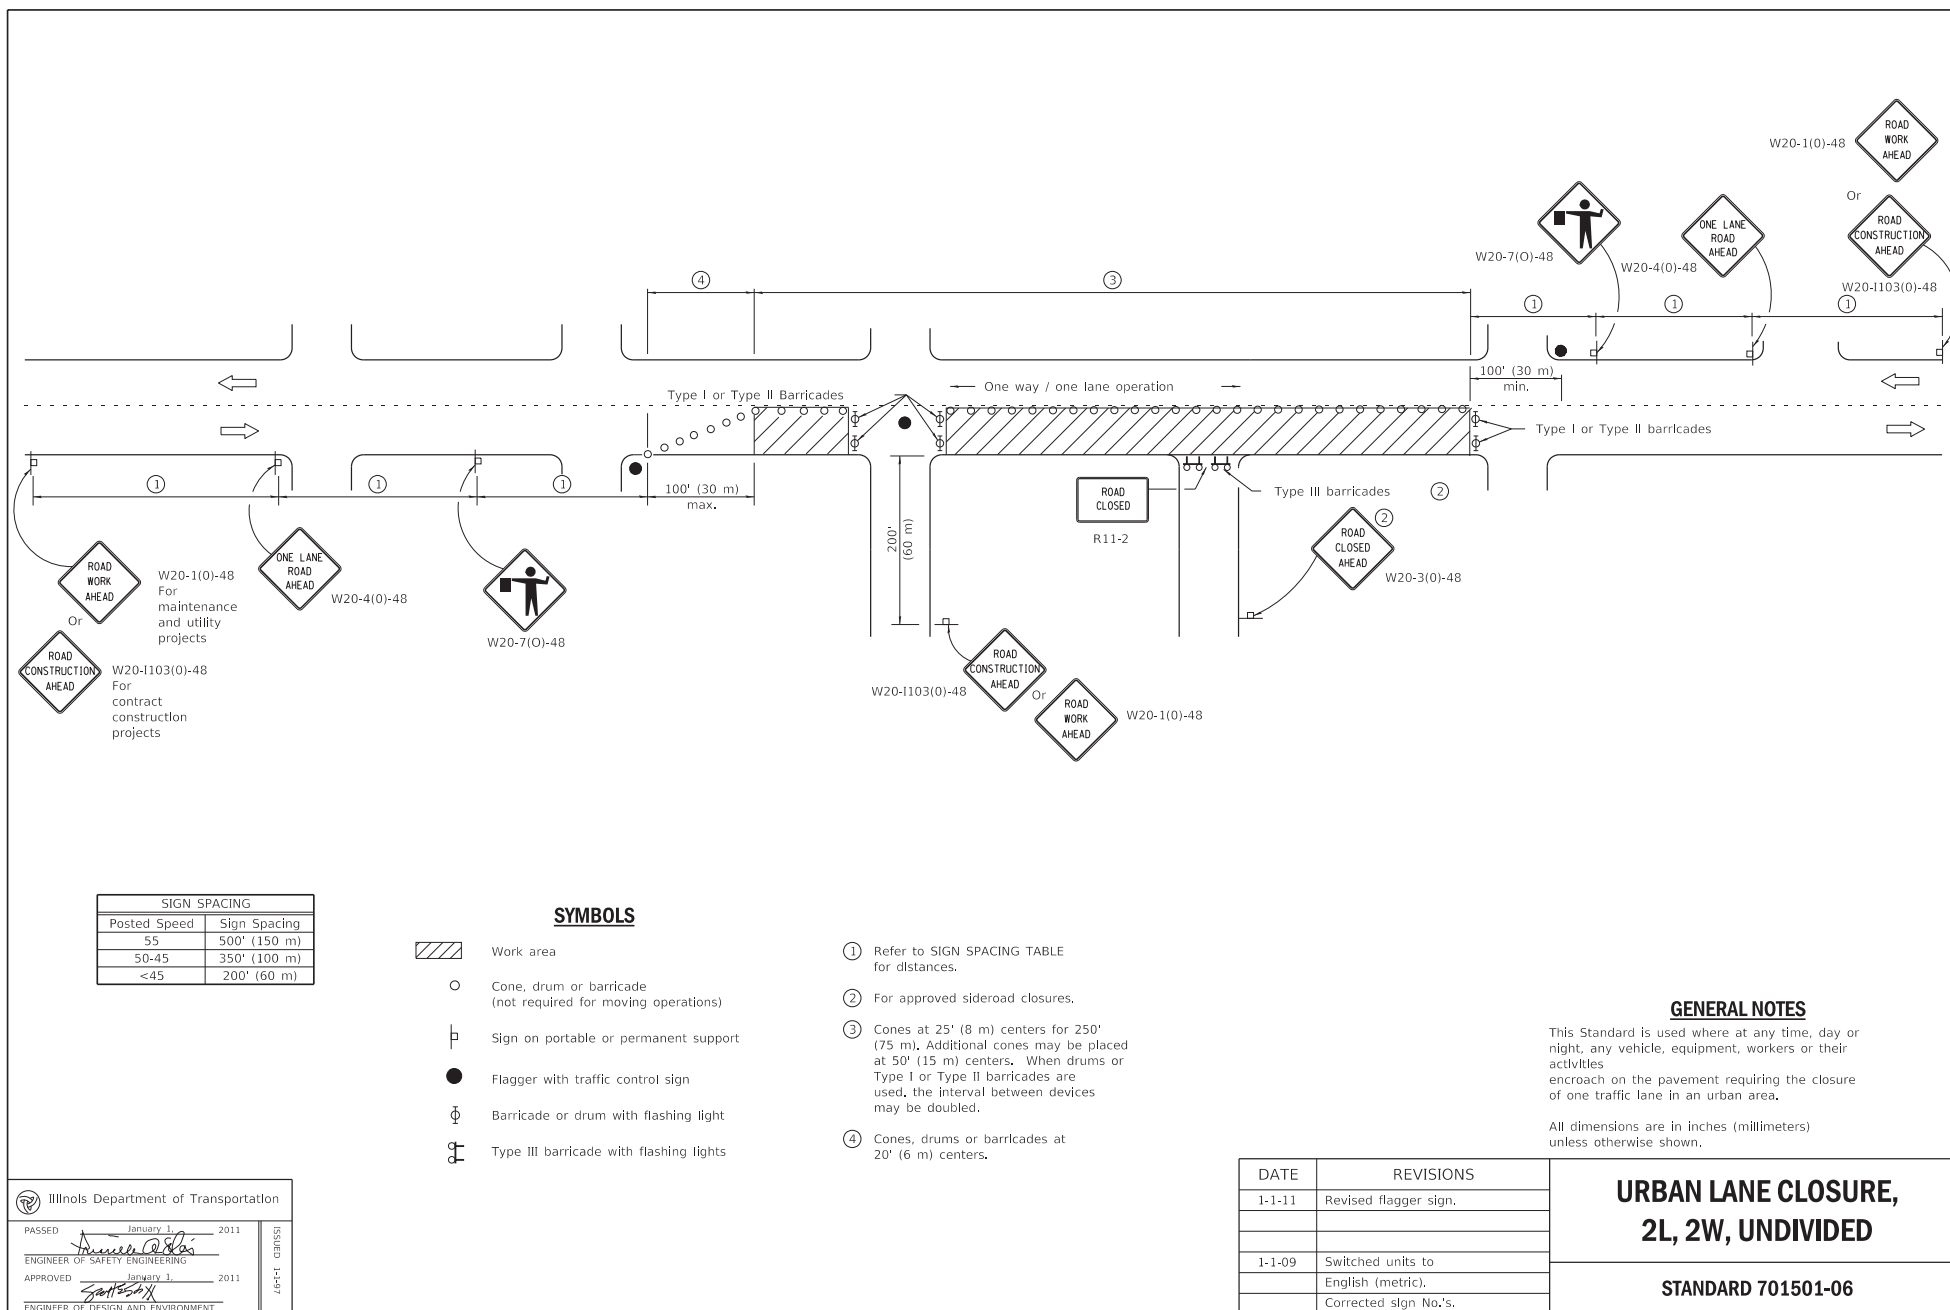 W20-1(0)-48
ROAD
WORK
AHEAD
Or
ROAD
CONSTRUCTION
AHEAD
W20-I103(0)-48
W20-7(O)-48
ONE LANE
ROAD
AHEAD
W20-4(0)-48
4
3
1
1
1
100' (30 m)
min.
Type I or Type II Barricades
One way / one lane operation
Type I or Type II barricades
1
1
1
100' (30 m)
max.
200'
(60 m)
ROAD
CLOSED
R11-2
Type III barricades
2
2
ROAD
CLOSED
AHEAD
W20-3(0)-48
ROAD
WORK
AHEAD
W20-1(0)-48
For
maintenance
and utility
projects
Or
ROAD
CONSTRUCTION
AHEAD
W20-I103(0)-48
For
contract
construction
projects
ONE LANE
ROAD
AHEAD
W20-4(0)-48
W20-7(O)-48
ROAD
CONSTRUCTION
AHEAD
W20-I103(0)-48
Or
ROAD
WORK
AHEAD
W20-1(0)-48
SIGN SPACING
Posted Speed Sign Spacing
55 500' (150 m)
50-45 350' (100 m)
<45 200' (60 m)
SYMBOLS
Work area
Cone, drum or barricade
(not required for moving operations)
Sign on portable or permanent support
Flagger with traffic control sign
Barricade or drum with flashing light
Type III barricade with flashing lights
1 Refer to SIGN SPACING TABLE
for distances.
2 For approved sideroad closures.
3 Cones at 25' (8 m) centers for 250'
(75 m). Additional cones may be placed
at 50' (15 m) centers. When drums or
Type I or Type II barricades are
used, the interval between devices
may be doubled.
4 Cones, drums or barricades at
20' (6 m) centers.
GENERAL NOTES
This Standard is used where at any time, day or
night, any vehicle, equipment, workers or their
activities
encroach on the pavement requiring the closure
of one traffic lane in an urban area.
All dimensions are in inches (millimeters)
unless otherwise shown.
Illinois Department of Transportation
PASSED January 1, 2011
ENGINEER OF SAFETY ENGINEERING
APPROVED January 1, 2011
ENGINEER OF DESIGN AND ENVIRONMENT
ISSUED 1-1-97
DATE REVISIONS
1-1-11 Revised flagger sign.
1-1-09 Switched units to
English (metric).
Corrected sign No.'s.
URBAN LANE CLOSURE,
2L, 2W, UNDIVIDED
STANDARD 701501-06